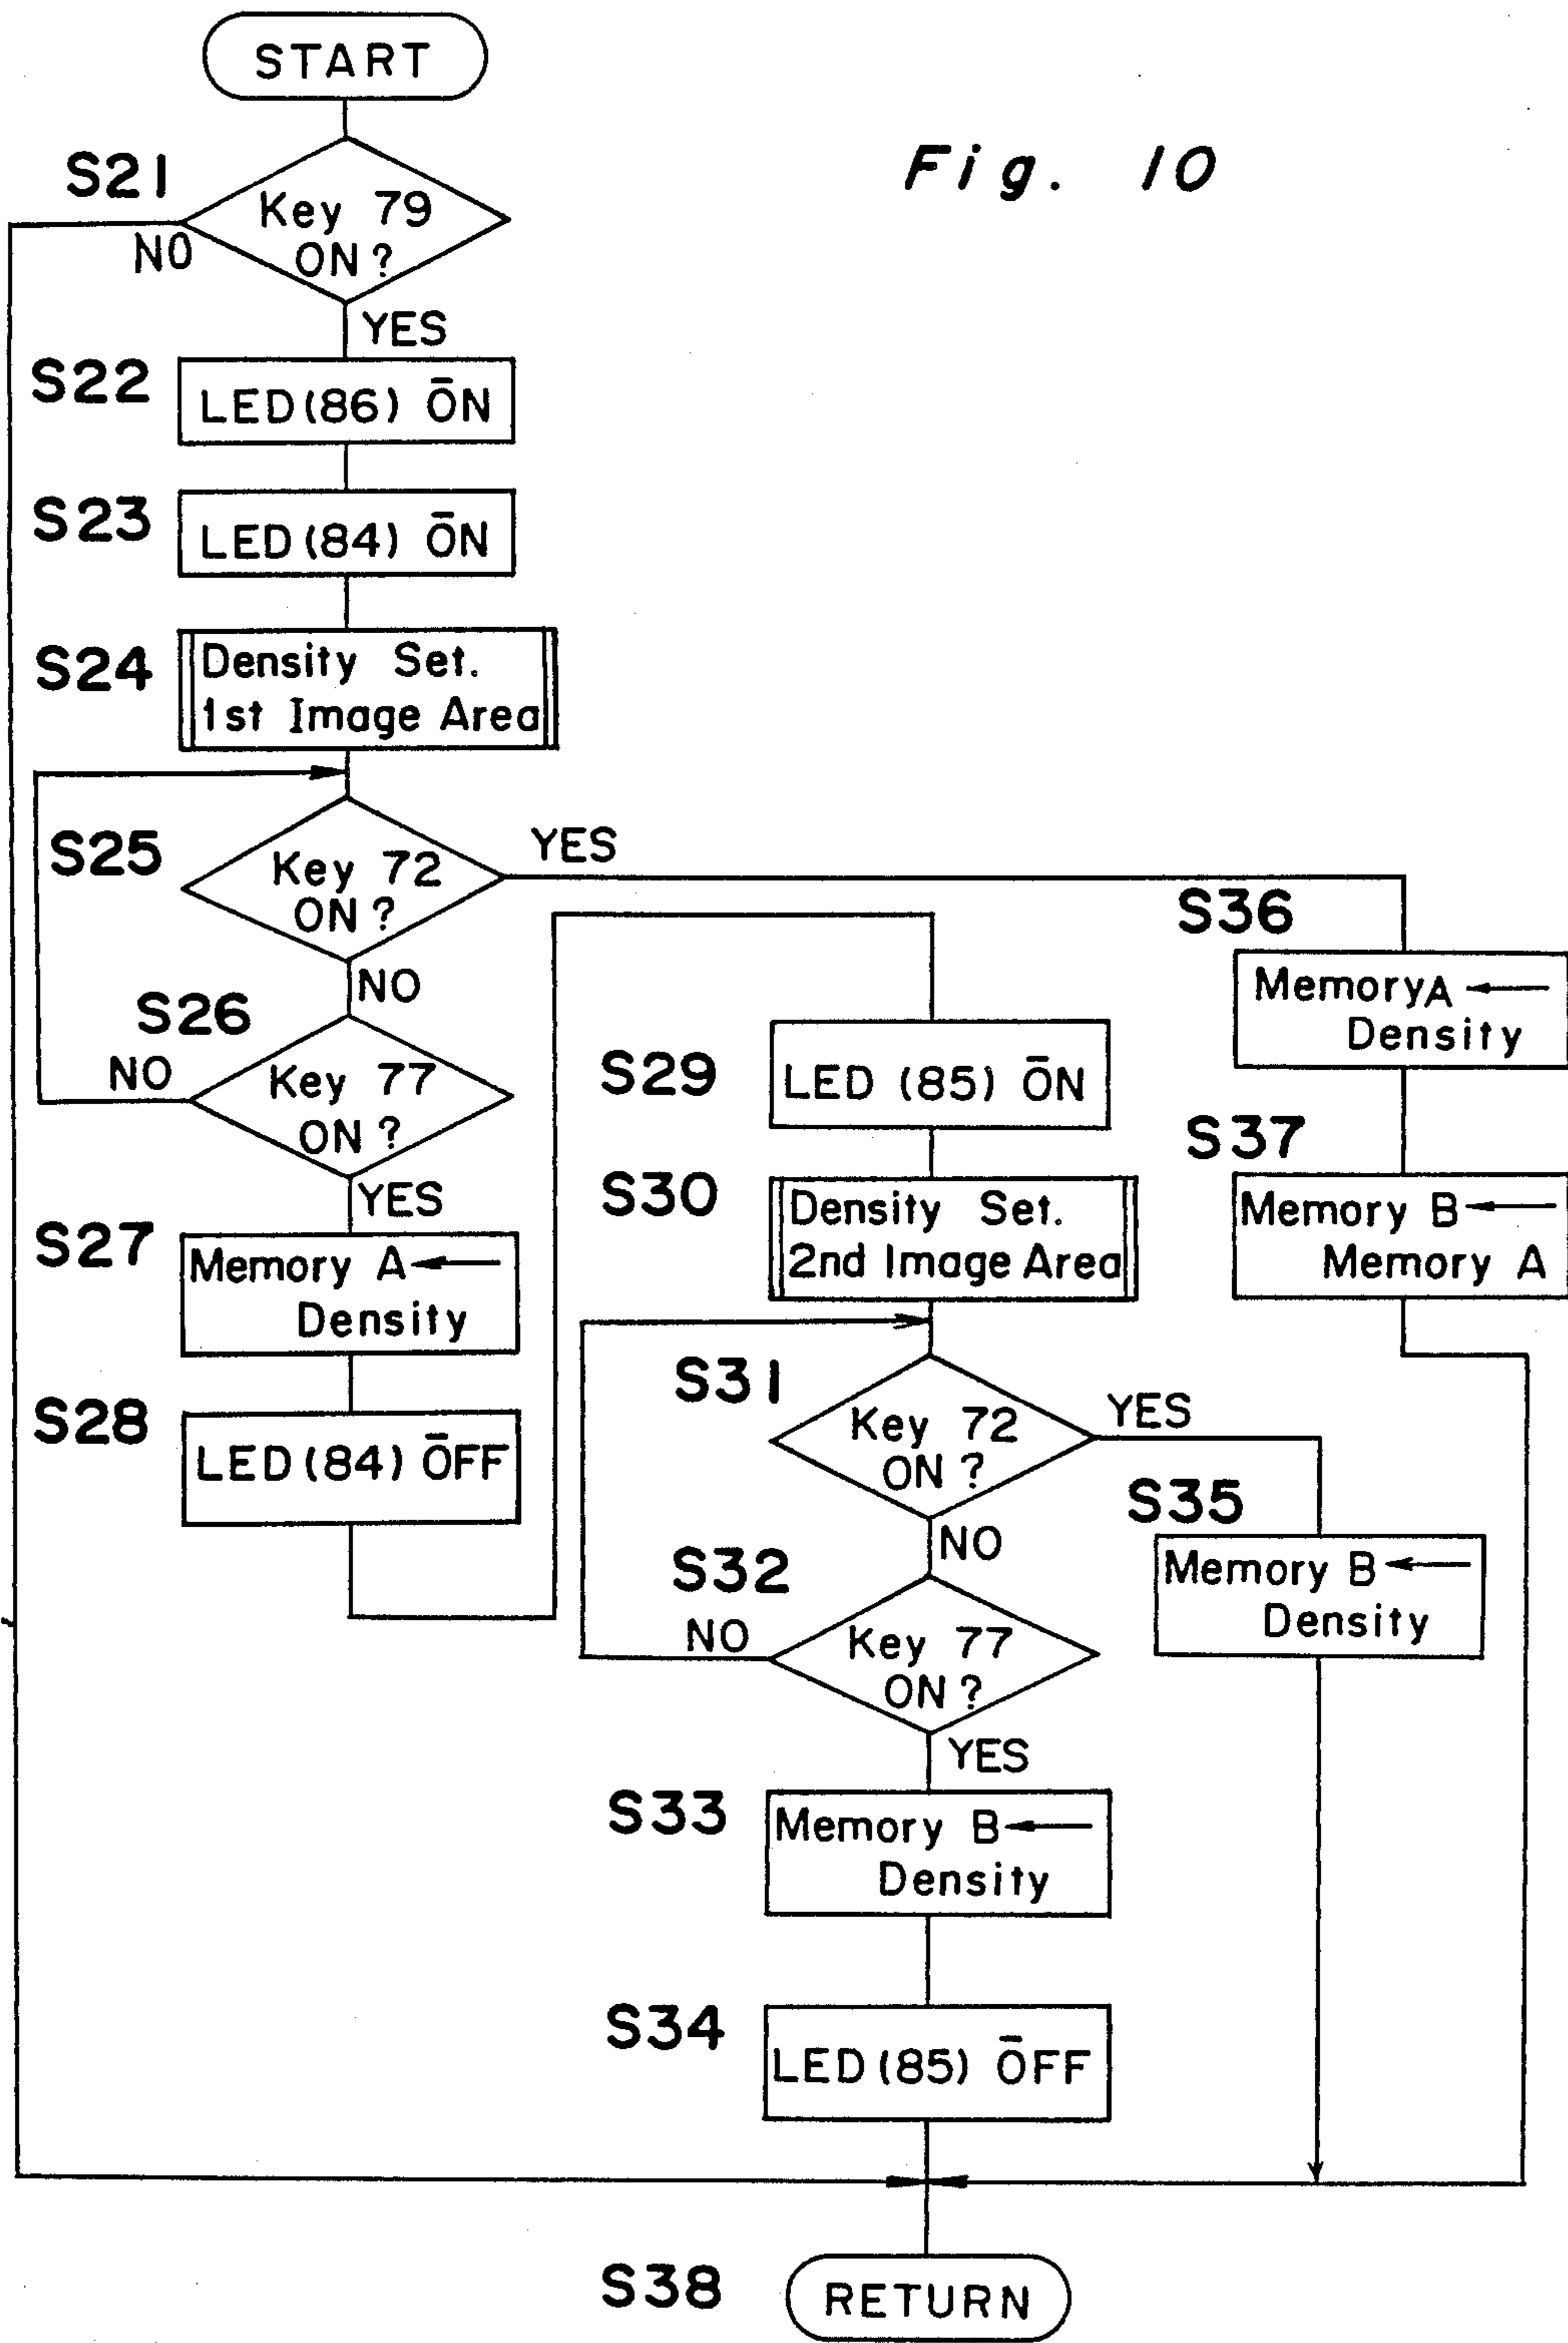 START
Fig. 10
S21
Key 79
ON?
NO
YES
S22
LED(86) ŌN
S23
LED(84) ŌN
S24
Density Set.
1st Image Area
S25
Key 72
ON?
YES
NO
S26
Key 77
ON?
NO
YES
S27
Memory A ←
Density
S28
LED(84) ŌFF
S29
LED (85) ŌN
S30
Density Set.
2nd Image Area
S31
Key 72
ON?
YES
NO
S32
Key 77
ON?
NO
YES
S33
Memory B ←
Density
S34
LED(85) ŌFF
S35
Memory B ←
Density
S36
Memory A ←
Density
S37
Memory B ←
Memory A
S38
RETURN